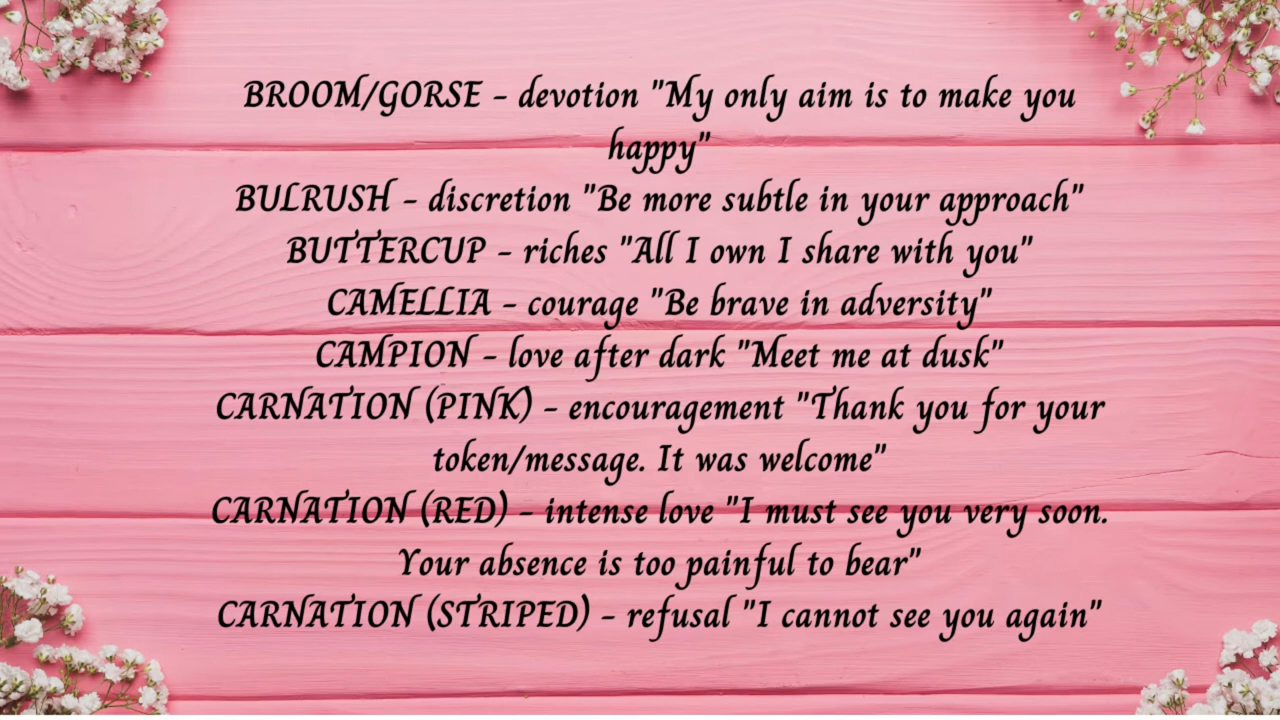 BROOM/GORSE - devotion "My only aim is to make you
happy"
BULRUSH - discretion "Be more subtle in your approach"
BUTTERCUP - riches "All I own I share with you"
CAMELLIA - courage "Be brave in adversity"
CAMPION - love after dark "Meet me at dusk"
CARNATION (PINK) - encouragement "Thank you for your
token/message. It was welcome"
CARNATION (RED) - intense love "I must see you very soon.
Your absence is too painful to bear"
CARNATION (STRIPED) - refusal "I cannot see you again"